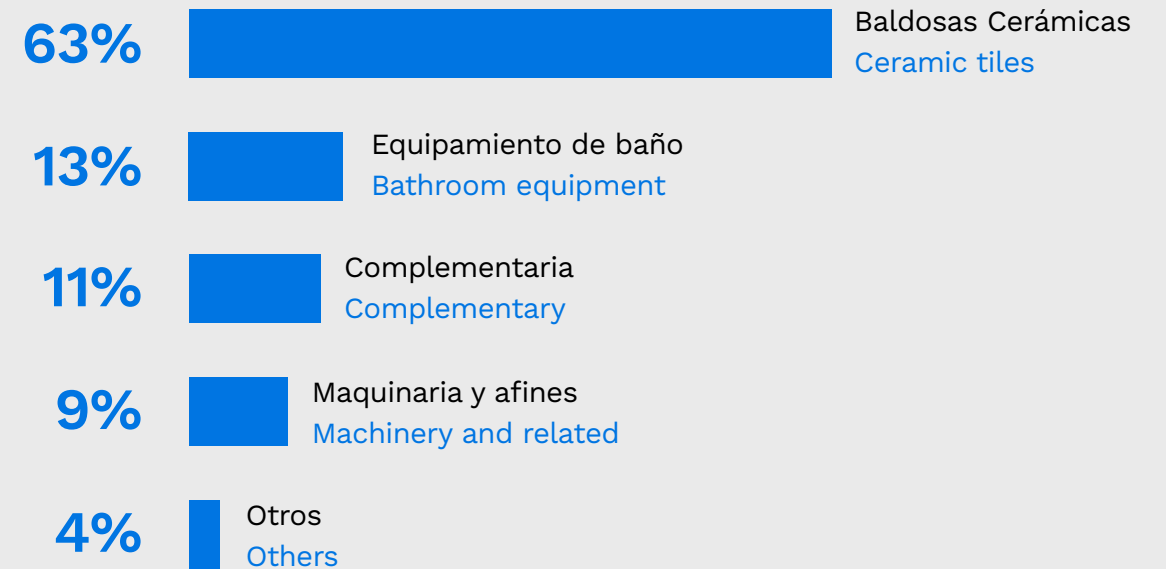 63%
Baldosas Cerámicas
Ceramic tiles
13%
Equipamiento de baño
Bathroom equipment
11%
Complementaria
Complementary
9%
Maquinaria y afines
Machinery and related
4%
Otros
Others